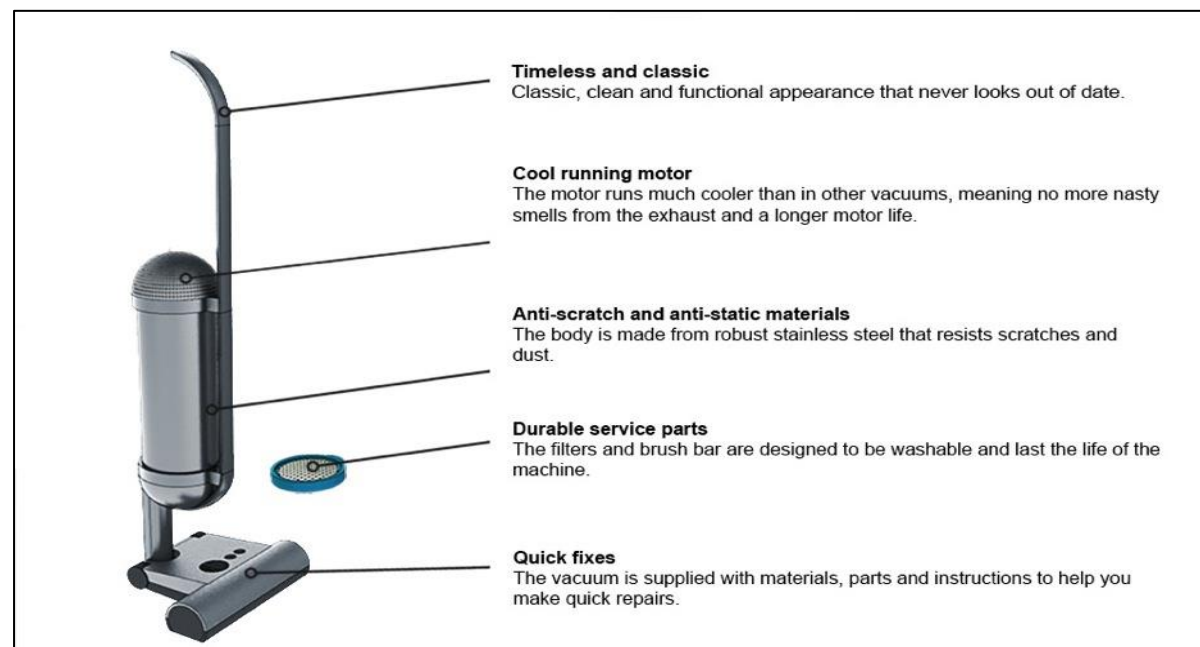 Timeless and classic
Classic, clean and functional appearance that never looks out of date.
Cool running motor
The motor runs much cooler than in other vacuums, meaning no more nasty
smells from the exhaust and a longer motor life.
Anti-scratch and anti-static materials
The body is made from robust stainless steel that resists scratches and
dust.
Durable service parts
The filters and brush bar are designed to be washable and last the life of the
machine.
Quick fixes
The vacuum is supplied with materials, parts and instructions to help you
make quick repairs.